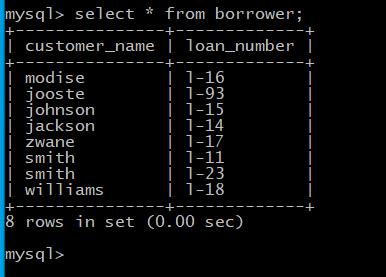 mysql> select * from borrower;
+---------------+-------------+
| customer_name | loan_number |
+---------------+-------------+
| modise        | l-16        |
| jooste        | l-93        |
| johnson       | l-15        |
| jackson       | l-14        |
| zwane         | l-17        |
| smith         | l-11        |
| smith         | l-23        |
| williams      | l-18        |
+---------------+-------------+
8 rows in set (0.00 sec)
mysql>